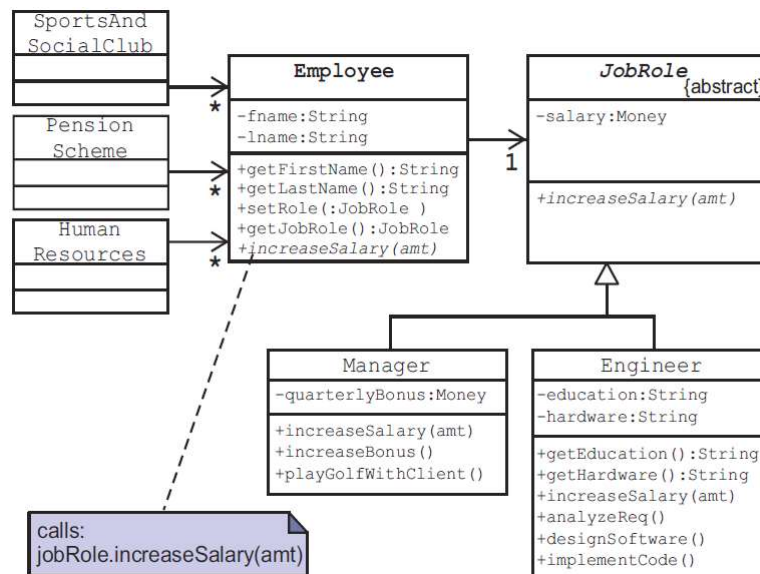 SportsAnd
SocialClub
*
Pension
Scheme
*
Human
Resources
*
Employee
-fname:String
-lname:String
+getFirstName():String
+getLastName():String
+setRole(:JobRole )
+getJobRole():JobRole
+increaseSalary(amt)
1
JobRole
{abstract}
-salary:Money
+increaseSalary(amt)
Manager
-quarterlyBonus:Money
+increaseSalary(amt)
+increaseBonus()
+playGolfWithClient()
Engineer
-education:String
-hardware:String
+getEducation():String
+getHardware():String
+increaseSalary(amt)
+analyzeReq()
+designSoftware()
+implementCode()
calls:
jobRole.increaseSalary(amt)